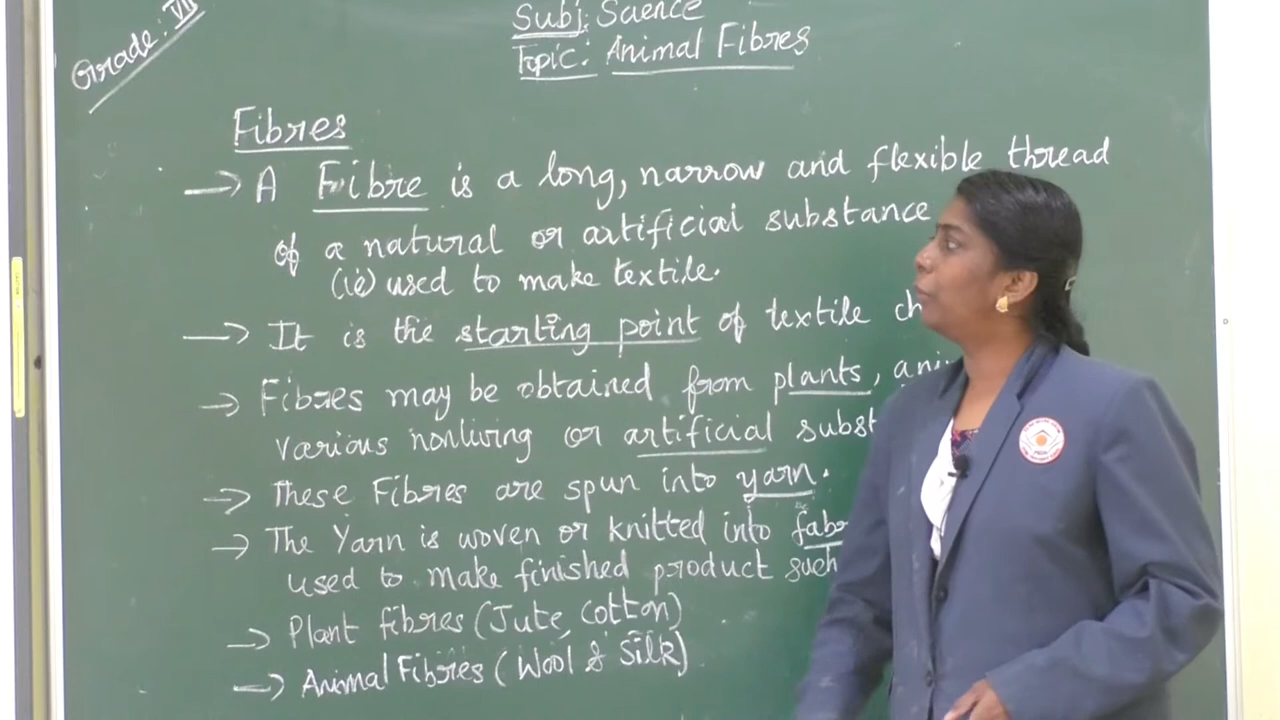 Grade: VII
Subj: Science
Topic: Animal Fibres
Fibres
→ A Fibre is a long, narrow and flexible thread
of a natural or artificial substance
(ie) used to make textile.
→ It is the starting point of textile
→ Fibres may be obtained from plants,
various nonliving or artificial
→ These Fibres are spun into yarn.
→ The Yarn is woven or knitted into
used to make finished product such
→ Plant fibres (Jute, Cotton)
→ Animal Fibres (Wool & Silk)